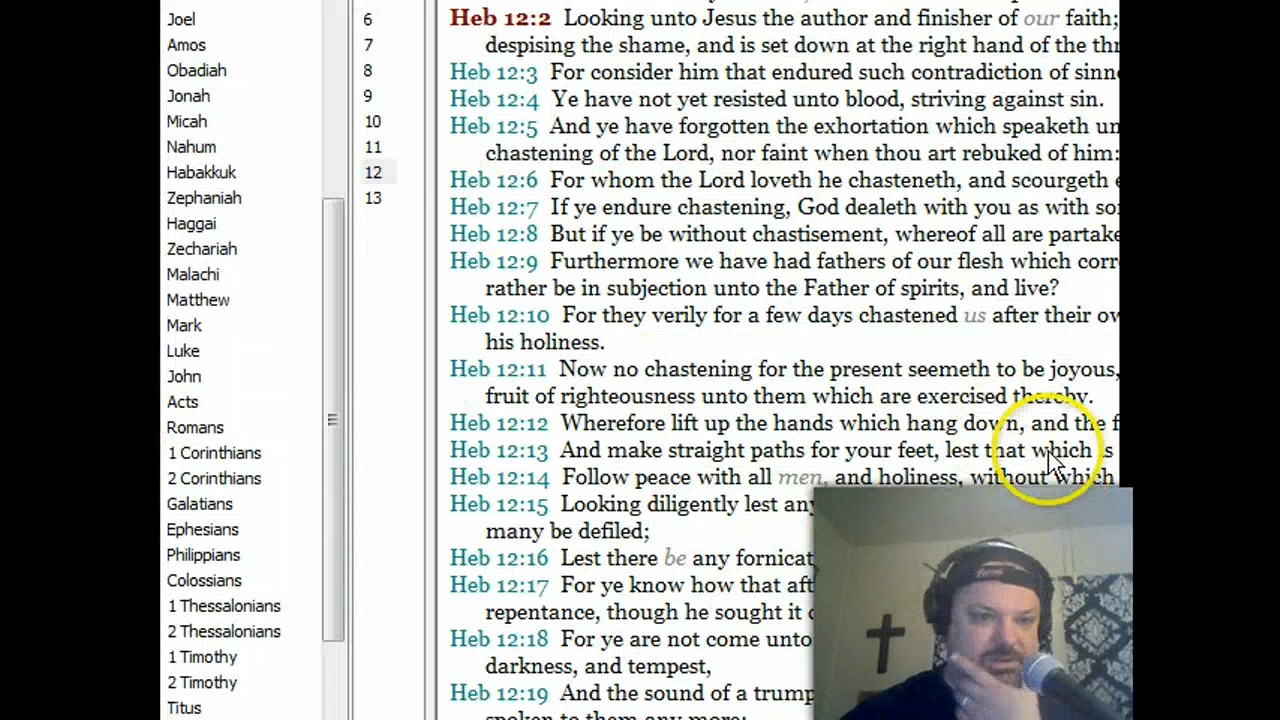 Joel
Amos
Obadiah
Jonah
Micah
Nahum
Habakkuk
Zephaniah
Haggai
Zechariah
Malachi
Matthew
Mark
Luke
John
Acts
Romans
1 Corinthians
2 Corinthians
Galatians
Ephesians
Philippians
Colossians
1 Thessalonians
2 Thessalonians
1 Timothy
2 Timothy
Titus
6
7
8
9
10
11
12
13
Heb 12:2 Looking unto Jesus the author and finisher of our faith;
despising the shame, and is set down at the right hand of the
Heb 12:3 For consider him that endured such contradiction of
Heb 12:4 Ye have not yet resisted unto blood, striving against sin.
Heb 12:5 And ye have forgotten the exhortation which speaketh
chastening of the Lord, nor faint when thou art rebuked of him:
Heb 12:6 For whom the Lord loveth he chasteneth, and scourgeth
Heb 12:7 If ye endure chastening, God dealeth with you as with
Heb 12:8 But if ye be without chastisement, whereof all are
Heb 12:9 Furthermore we have had fathers of our flesh which
rather be in subjection unto the Father of spirits, and live?
Heb 12:10 For they verily for a few days chastened us after their
his holiness.
Heb 12:11 Now no chastening for the present seemeth to be joyous,
fruit of righteousness unto them which are exercised thereby.
Heb 12:12 Wherefore lift up the hands which hang down, and the
Heb 12:13 And make straight paths for your feet, lest that which is
Heb 12:14 Follow peace with all men, and holiness, without which
Heb 12:15 Looking diligently lest any
many be defiled;
Heb 12:16 Lest there be any
Heb 12:17 For ye know how that
repentance, though he sought it
Heb 12:18 For ye are not come unto
darkness, and tempest,
Heb 12:19 And the sound of a
spoken to them any more: